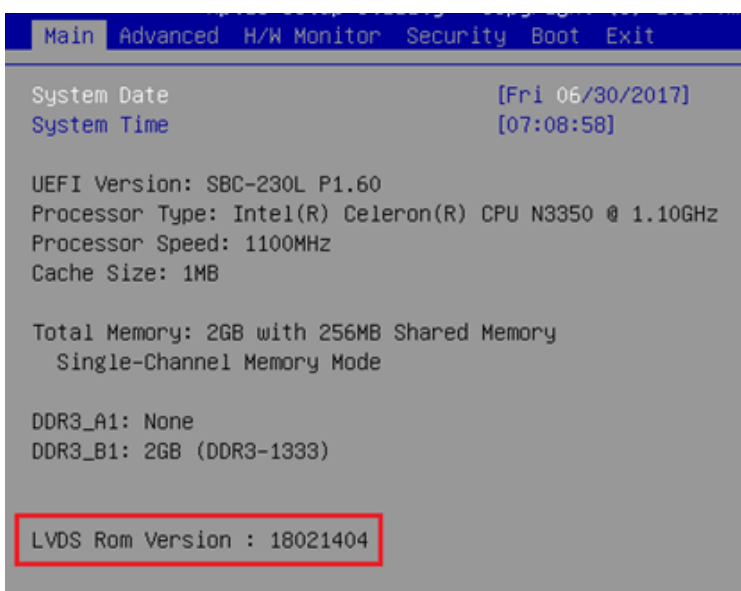 Main Advanced H/W Monitor Security Boot Exit
System Date [Fri 06/30/2017]
System Time [07:08:58]
UEFI Version: SBC-230L P1.60
Processor Type: Intel(R) Celeron(R) CPU N3350 @ 1.10GHz
Processor Speed: 1100MHz
Cache Size: 1MB
Total Memory: 2GB with 256MB Shared Memory
Single-Channel Memory Mode
DDR3_A1: None
DDR3_B1: 2GB (DDR3-1333)
LVDS Rom Version : 18021404